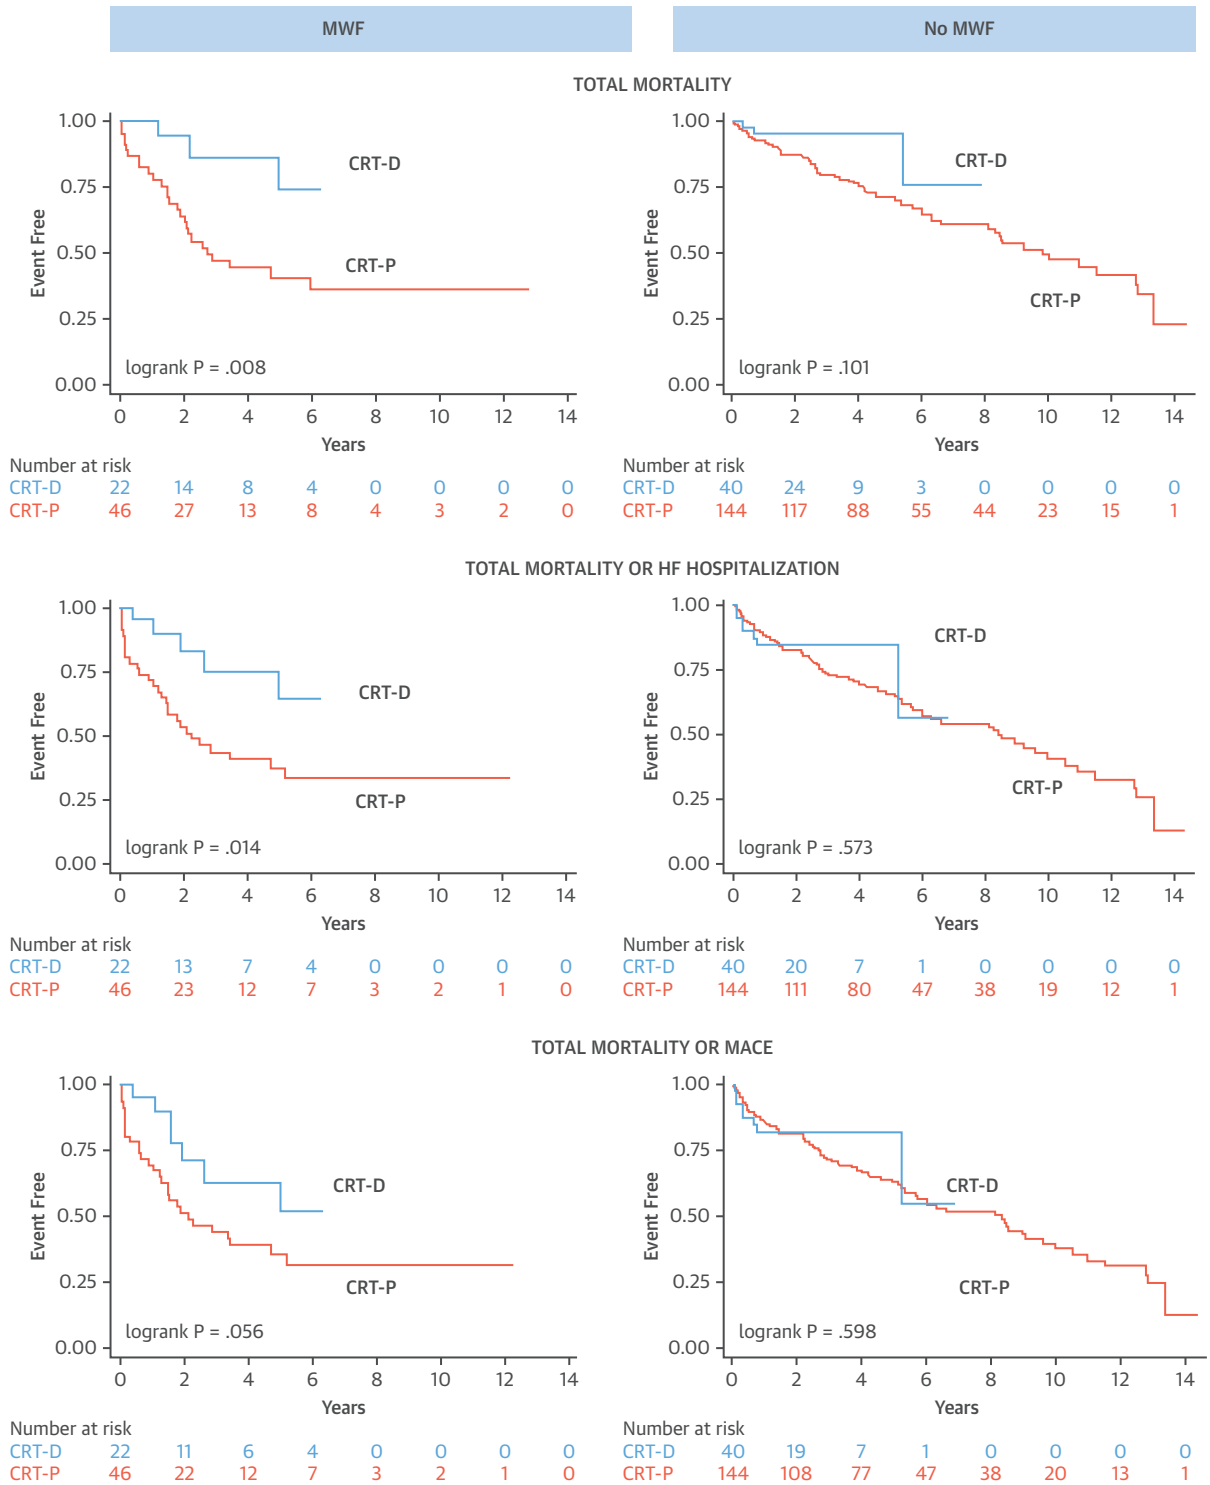 MWF
No MWF
TOTAL MORTALITY
Event Free
1.00
0.75
0.50
0.25
0.00
CRT-D
CRT-P
logrank P = .008
0 2 4 6 8 10 12 14
Years
Number at risk
CRT-D 22 14 8 4 0 0 0 0
CRT-P 46 27 13 8 4 3 2 0
Event Free
1.00
0.75
0.50
0.25
0.00
CRT-D
CRT-P
logrank P = .101
0 2 4 6 8 10 12 14
Years
Number at risk
CRT-D 40 24 9 3 0 0 0 0
CRT-P 144 117 88 55 44 23 15 1
TOTAL MORTALITY OR HF HOSPITALIZATION
Event Free
1.00
0.75
0.50
0.25
0.00
CRT-D
CRT-P
logrank P = .014
0 2 4 6 8 10 12 14
Years
Number at risk
CRT-D 22 13 7 4 0 0 0 0
CRT-P 46 23 12 7 3 2 1 0
Event Free
1.00
0.75
0.50
0.25
0.00
CRT-D
CRT-P
logrank P = .573
0 2 4 6 8 10 12 14
Years
Number at risk
CRT-D 40 20 7 1 0 0 0 0
CRT-P 144 111 80 47 38 19 12 1
TOTAL MORTALITY OR MACE
Event Free
1.00
0.75
0.50
0.25
0.00
CRT-D
CRT-P
logrank P = .056
0 2 4 6 8 10 12 14
Years
Number at risk
CRT-D 22 11 6 4 0 0 0 0
CRT-P 46 22 12 7 3 2 1 0
Event Free
1.00
0.75
0.50
0.25
0.00
CRT-D
CRT-P
logrank P = .598
0 2 4 6 8 10 12 14
Years
Number at risk
CRT-D 40 19 7 1 0 0 0 0
CRT-P 144 108 77 47 38 20 13 1